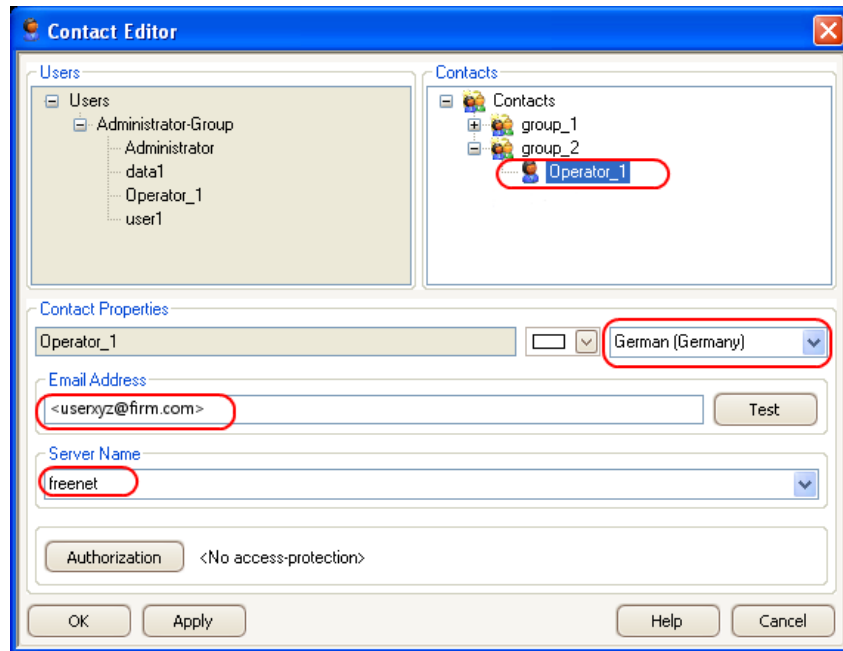 Contact Editor
Users
Users
Administrator-Group
Administrator
data1
Operator_1
user1
Contacts
Contacts
group_1
group_2
Operator_1
Contact Properties
Operator_1
German (Germany)
Email Address
<userxyz@firm.com>
Test
Server Name
freenet
Authorization
<No access-protection>
OK
Apply
Help
Cancel